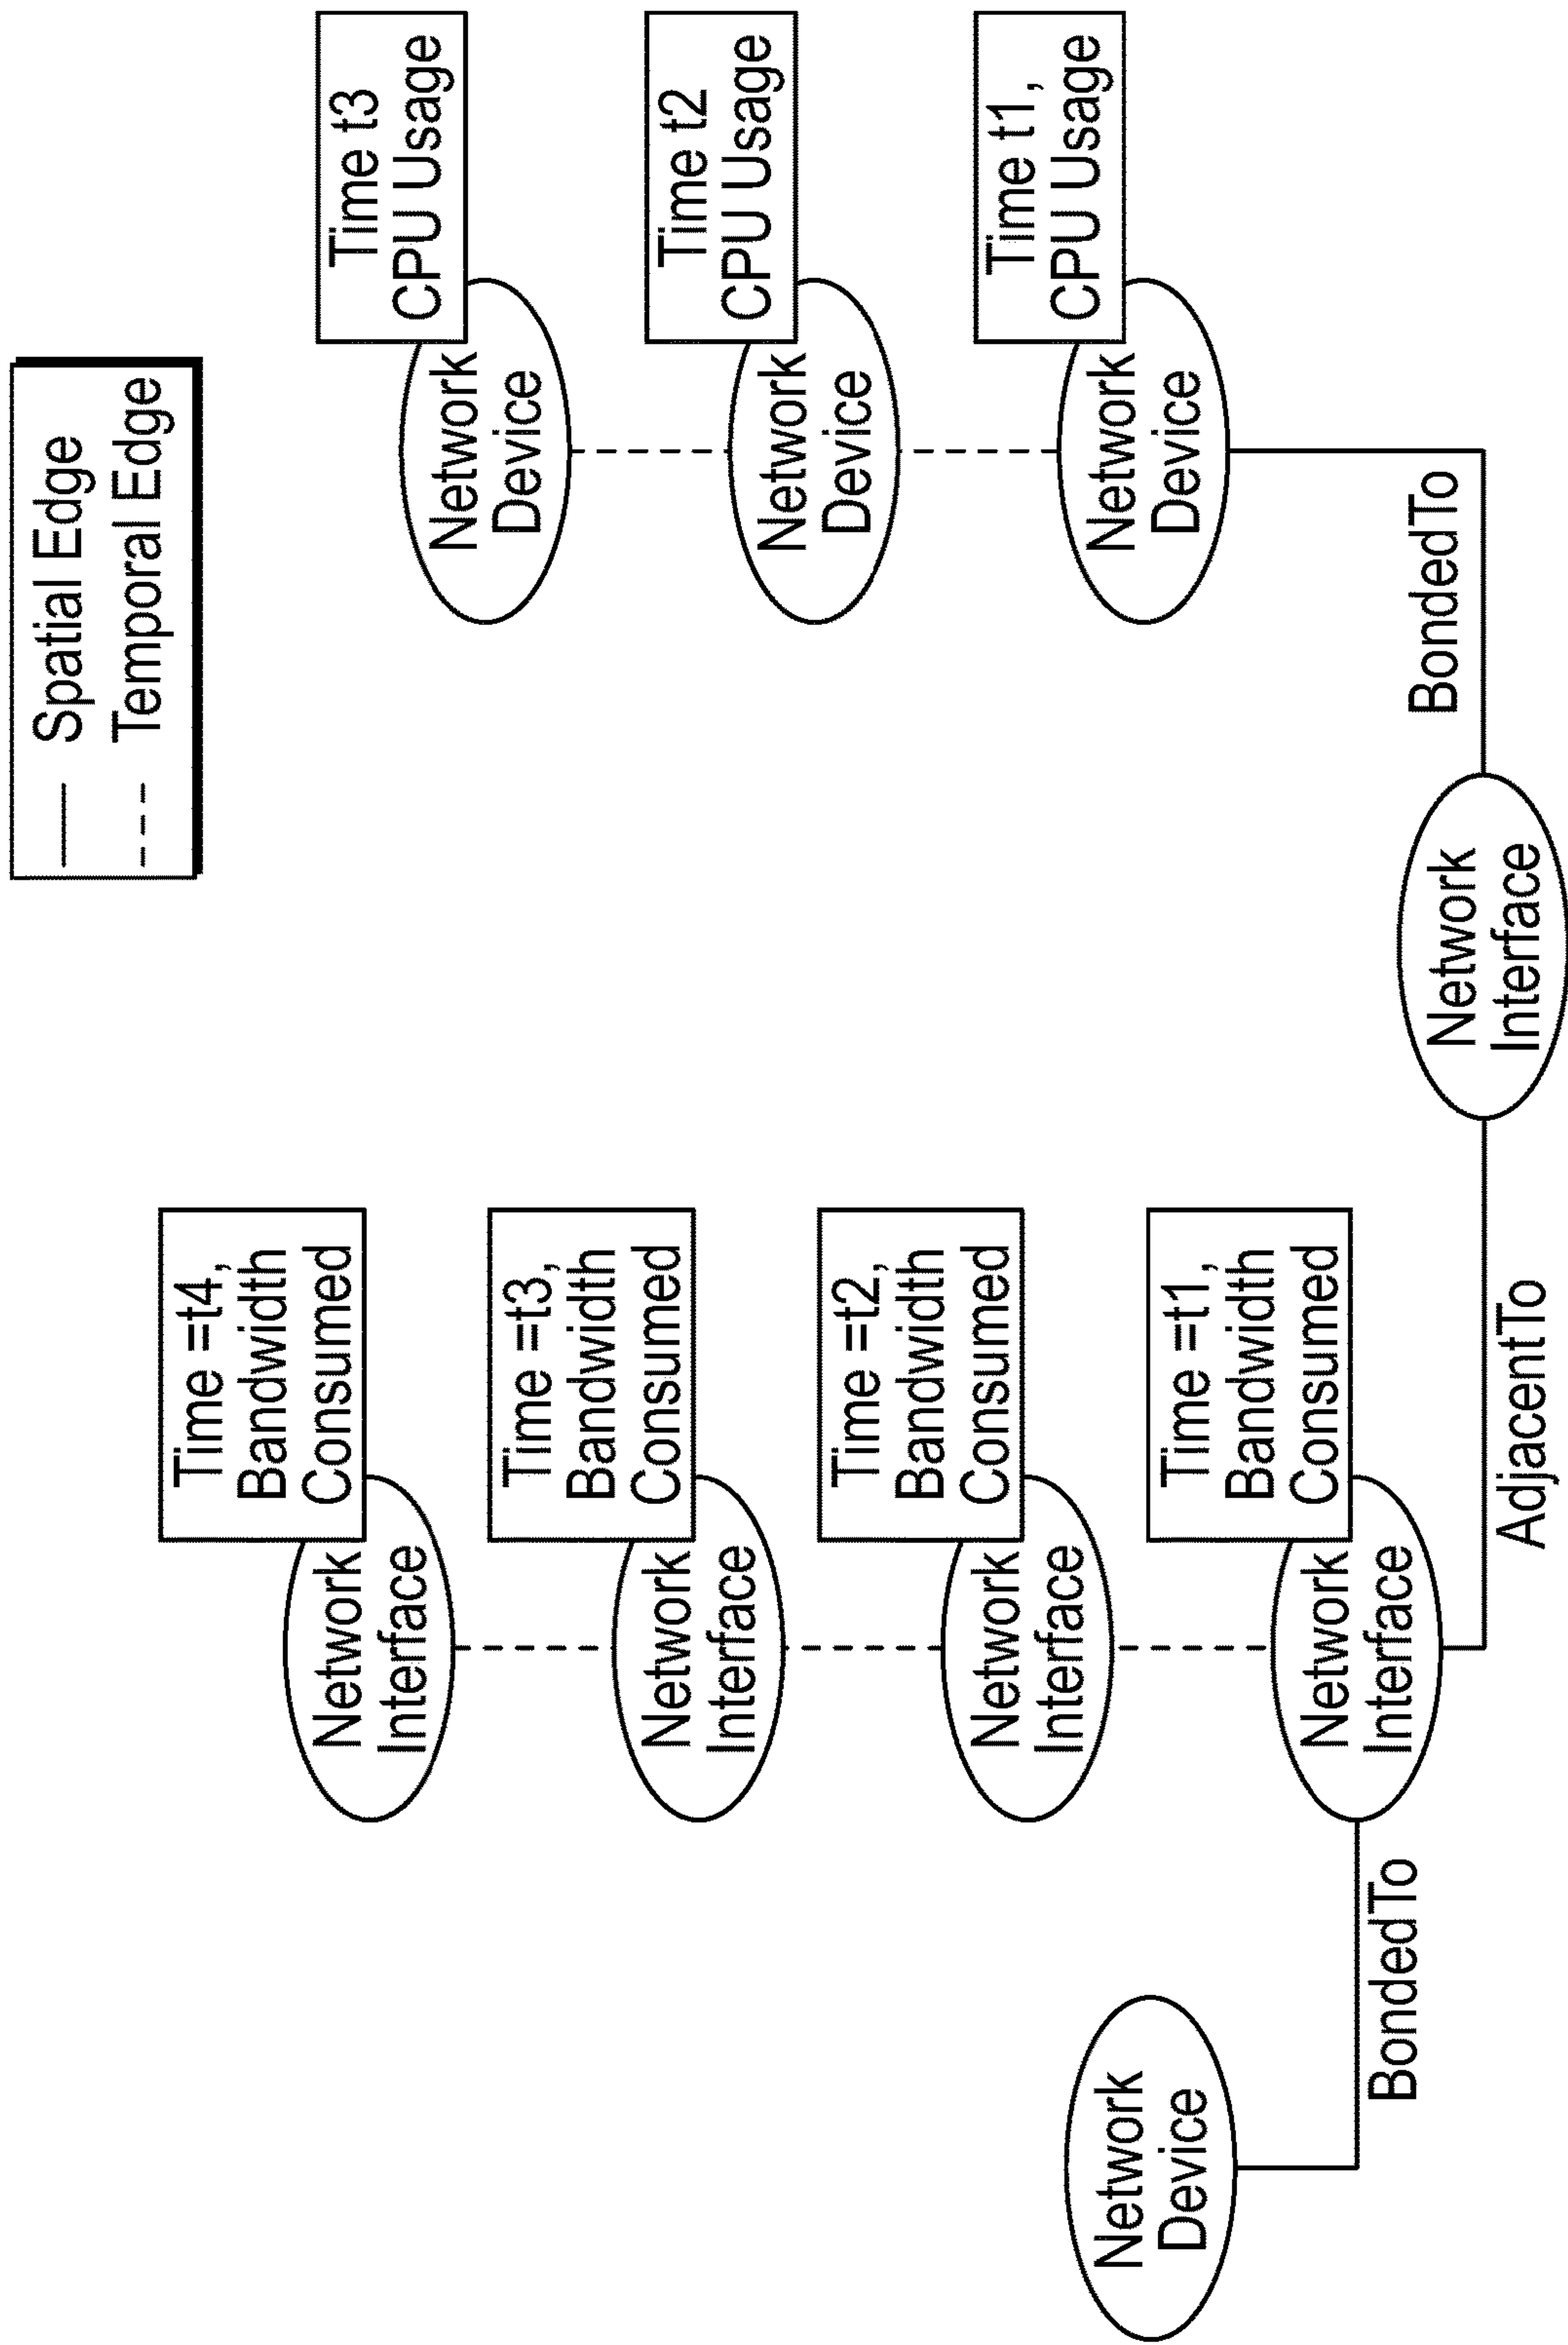 Spatial Edge
Temporal Edge
Time =t4,
Bandwidth
Consumed
Network
Interface
Time =t3,
Bandwidth
Consumed
Network
Interface
Time =t2,
Bandwidth
Consumed
Network
Interface
Time =t1,
Bandwidth
Consumed
Network
Interface
Network
Device
BondedTo
AdjacentTo
Network
Interface
BondedTo
Time t3
CPU Usage
Network
Device
Time t2
CPU Usage
Network
Device
Time t1,
CPU Usage
Network
Device